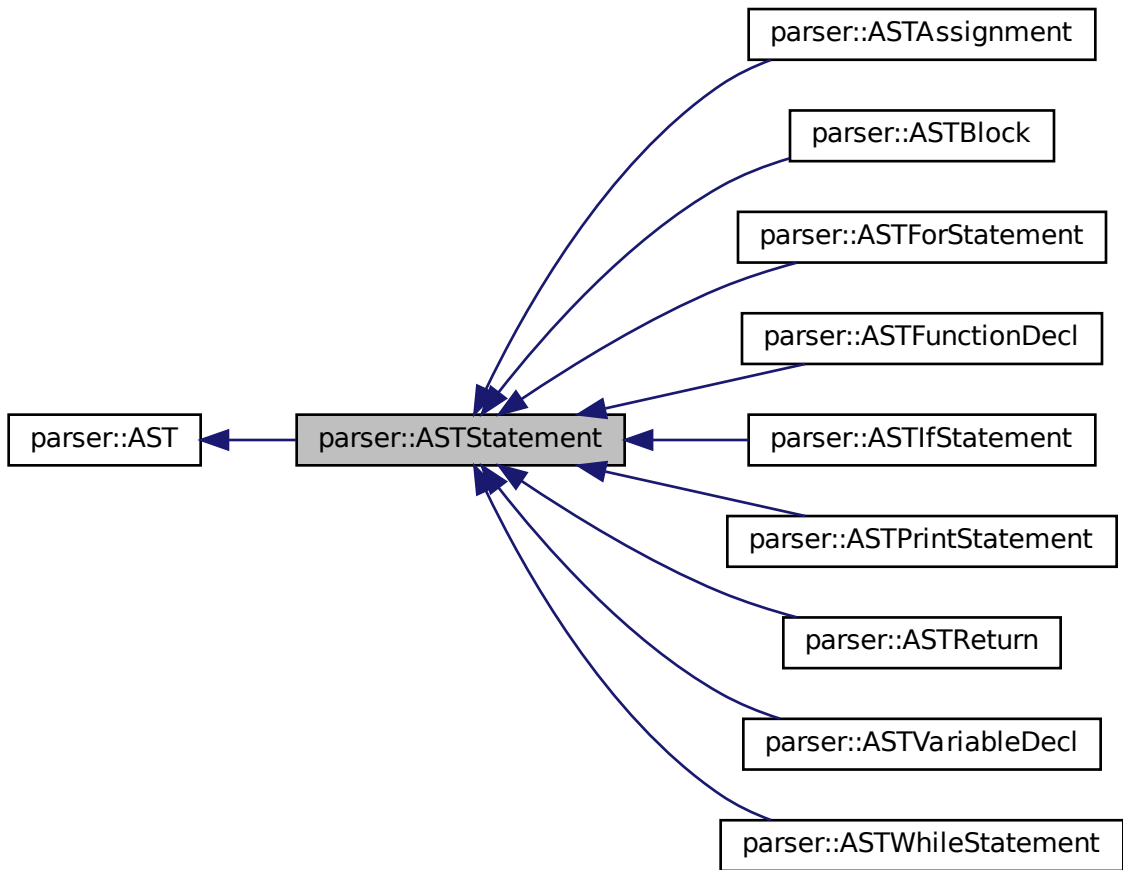 parser::ASTAssignment
parser::ASTBlock
parser::ASTForStatement
parser::ASTFunctionDecl
parser::AST
parser::ASTStatement
parser::ASTIfStatement
parser::ASTPrintStatement
parser::ASTReturn
parser::ASTVariableDecl
parser::ASTWhileStatement